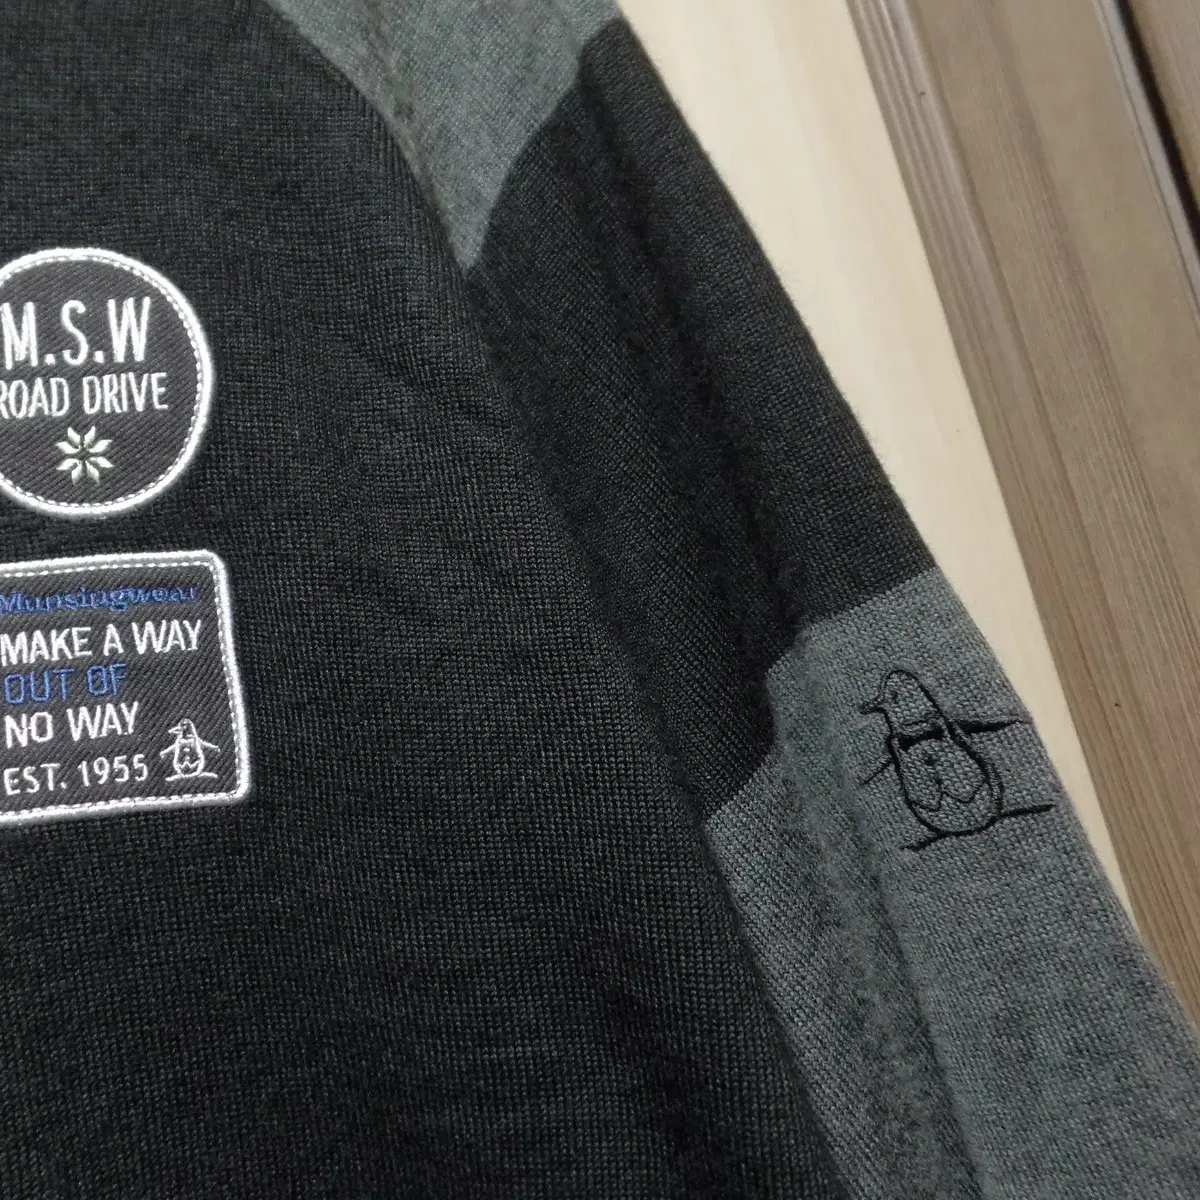 M.S.W
ROAD DRIVE
Munsingwear
MAKE A WAY
OUT OF
NO WAY
EST. 1955